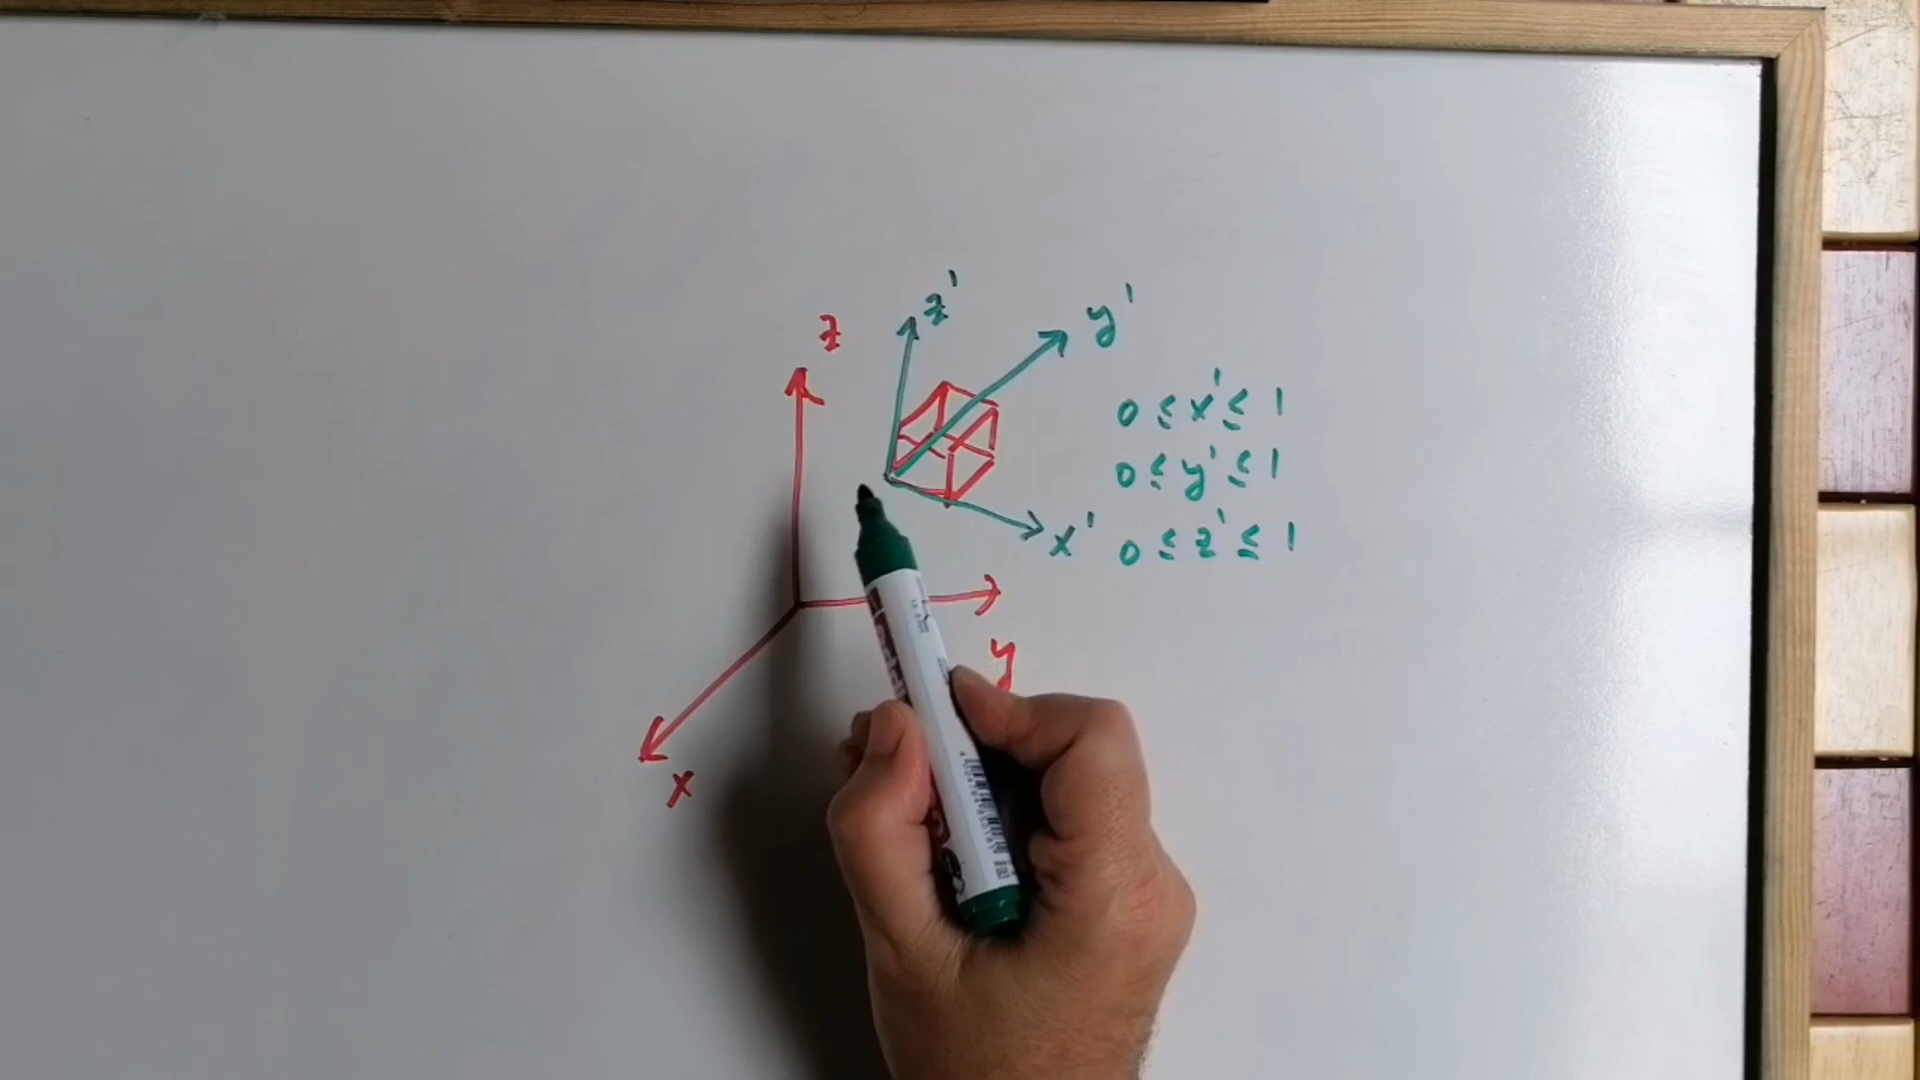 z
z'
y'
0 ≤ x' ≤ 1
0 ≤ y' ≤ 1
x'
0 ≤ z' ≤ 1
y
x